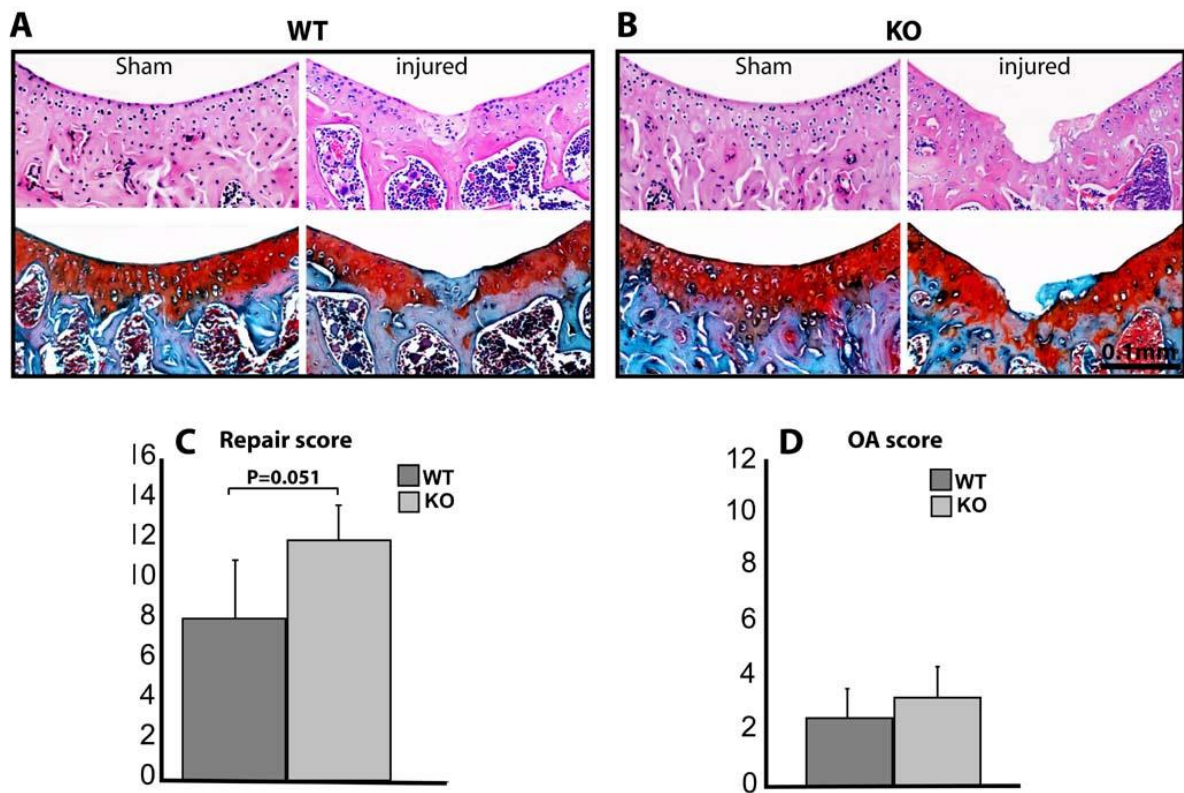 A WT
Sham injured
B KO
Sham injured
0.1mm
C Repair score
P=0.051
WT
KO
16
14
12
10
8
6
4
2
0
D OA score
WT
KO
12
10
8
6
4
2
0